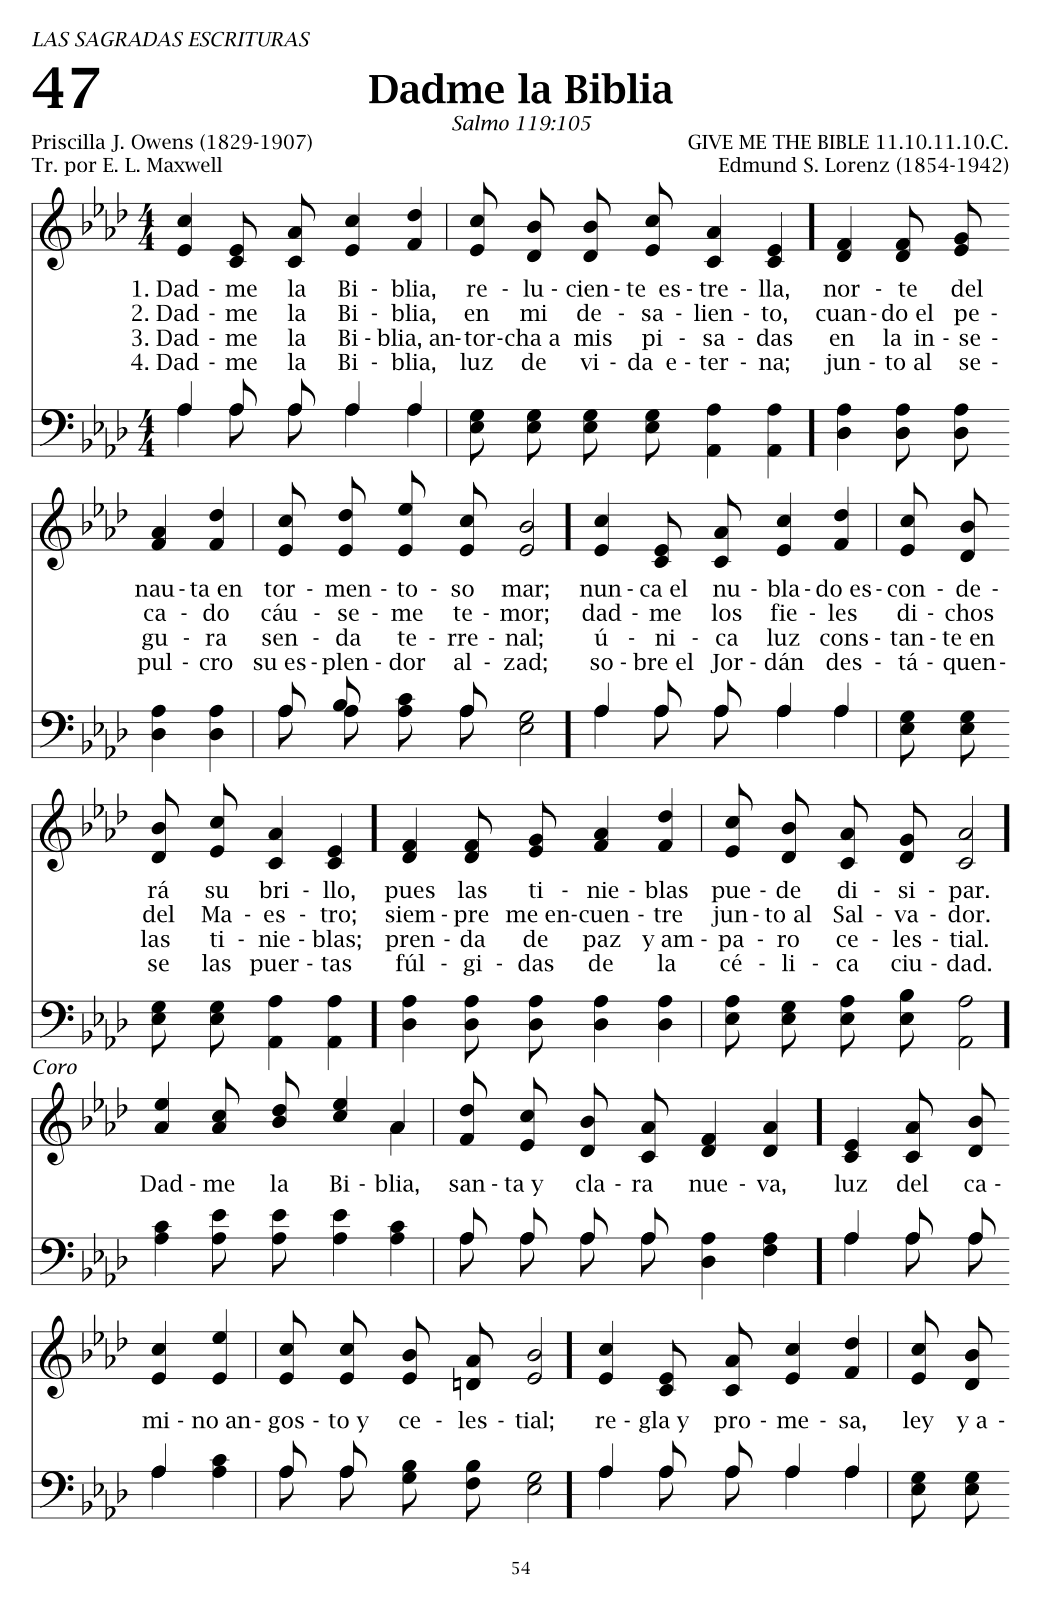 LAS SAGRADAS ESCRITURAS
47
Dadme la Biblia
Salmo 119:105
Priscilla J. Owens (1829-1907)
GIVE ME THE BIBLE 11.10.11.10.C.
Tr. por E. L. Maxwell
Edmund S. Lorenz (1854-1942)
4
4
1. Dad - me la Bi - blia, re - lu - cien - te es - tre - lla, nor - te del
2. Dad - me la Bi - blia, en mi de - sa - lien - to, cuan - do el pe -
3. Dad - me la Bi - blia, an - tor - cha a mis pi - sa - das en la in - se -
4. Dad - me la Bi - blia, luz de vi - da e - ter - na; jun - to al se -
4
4
nau - ta en tor - men - to - so mar; nun - ca el nu - bla - do es - con - de -
ca - do cáu - se - me te - mor; dad - me los fie - les di - chos
gu - ra sen - da te - rre - nal; ú - ni - ca luz cons - tan - te en
pul - cro su es - plen - dor al - zad; so - bre el Jor - dán des - tá - quen -
rá su bri - llo, pues las ti - nie - blas pue - de di - si - par.
del Ma - es - tro; siem - pre me en - cuen - tre jun - to al Sal - va - dor.
las ti - nie - blas; pren - da de paz y am - pa - ro ce - les - tial.
se las puer - tas fúl - gi - das de la cé - li - ca ciu - dad.
Coro
Dad - me la Bi - blia, san - ta y cla - ra nue - va, luz del ca -
mi - no an - gos - to y ce - les - tial; re - gla y pro - me - sa, ley y a -
54